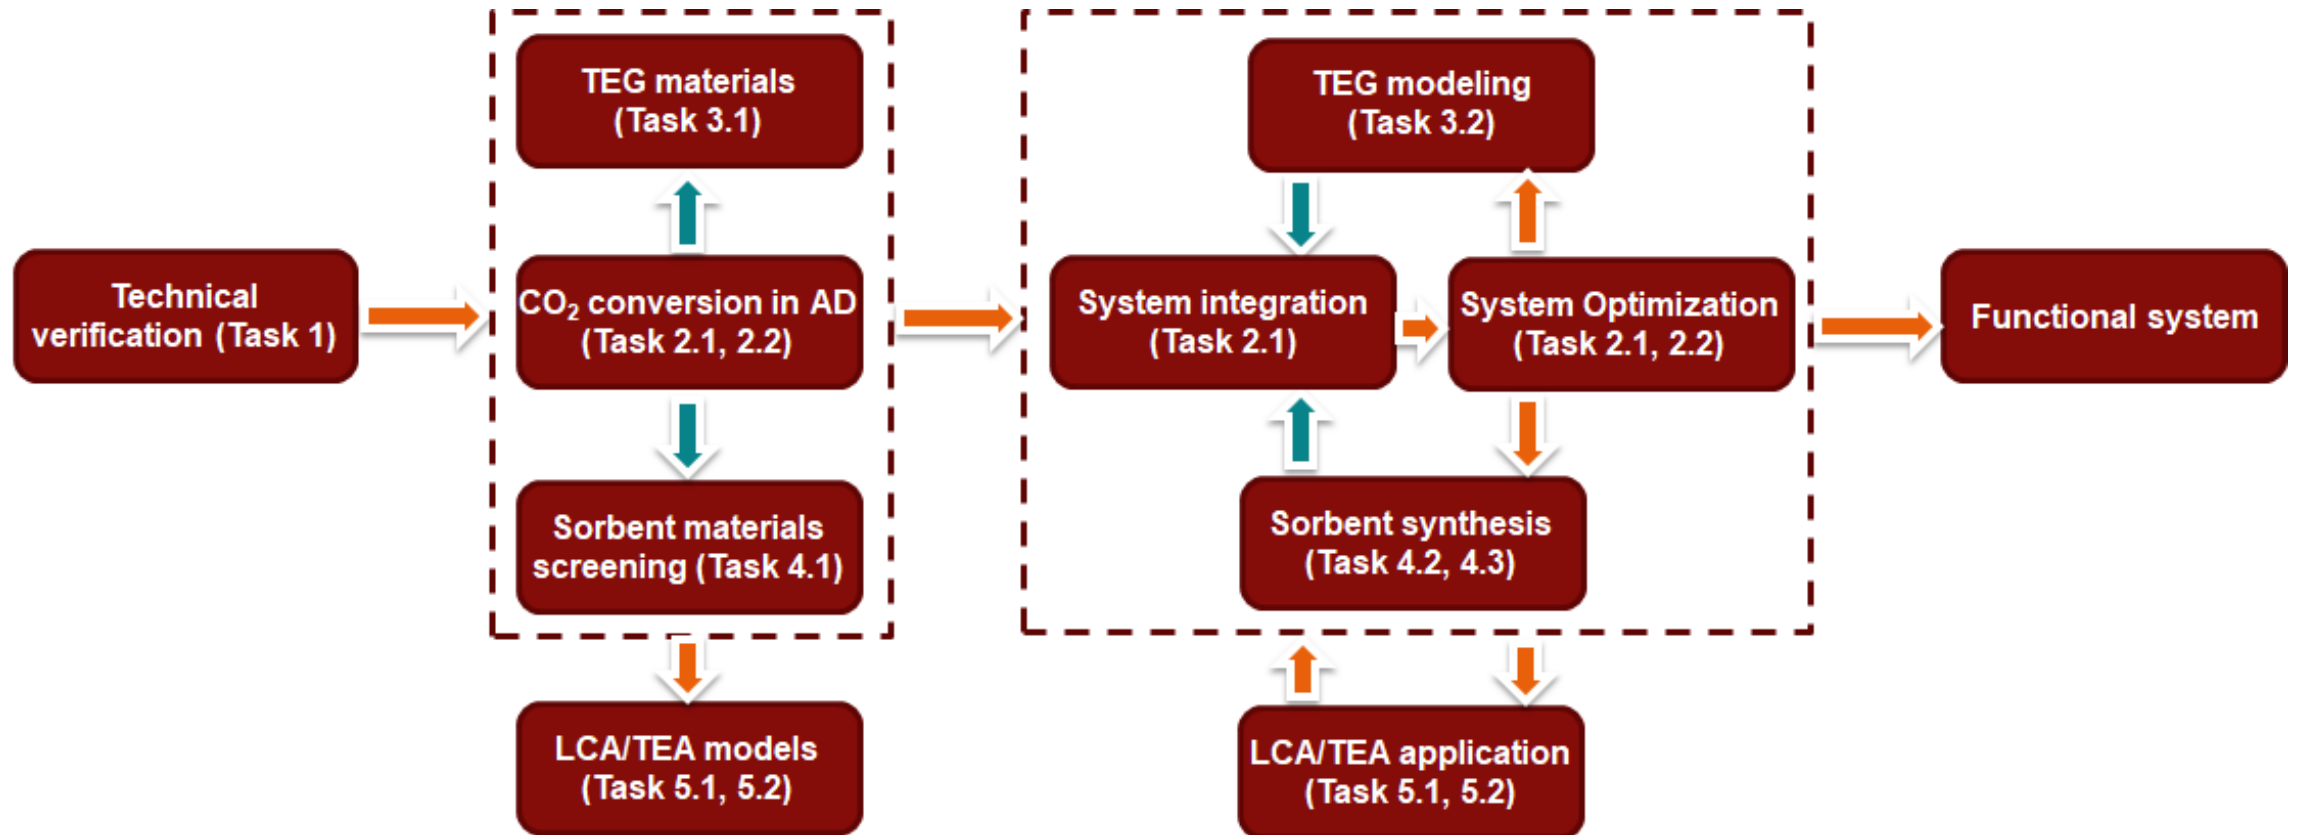 Technical
verification (Task 1)
TEG materials
(Task 3.1)
CO₂ conversion in AD
(Task 2.1, 2.2)
Sorbent materials
screening (Task 4.1)
LCA/TEA models
(Task 5.1, 5.2)
TEG modeling
(Task 3.2)
System integration
(Task 2.1)
System Optimization
(Task 2.1, 2.2)
Sorbent synthesis
(Task 4.2, 4.3)
LCA/TEA application
(Task 5.1, 5.2)
Functional system